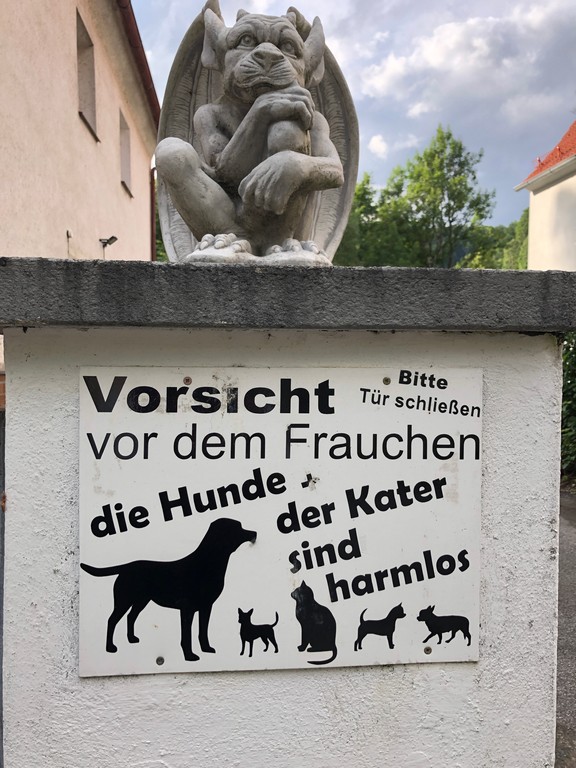 Vorsicht
Bitte
Tür schließen
vor dem Frauchen
die Hunde +
der Kater
sind
harmlos